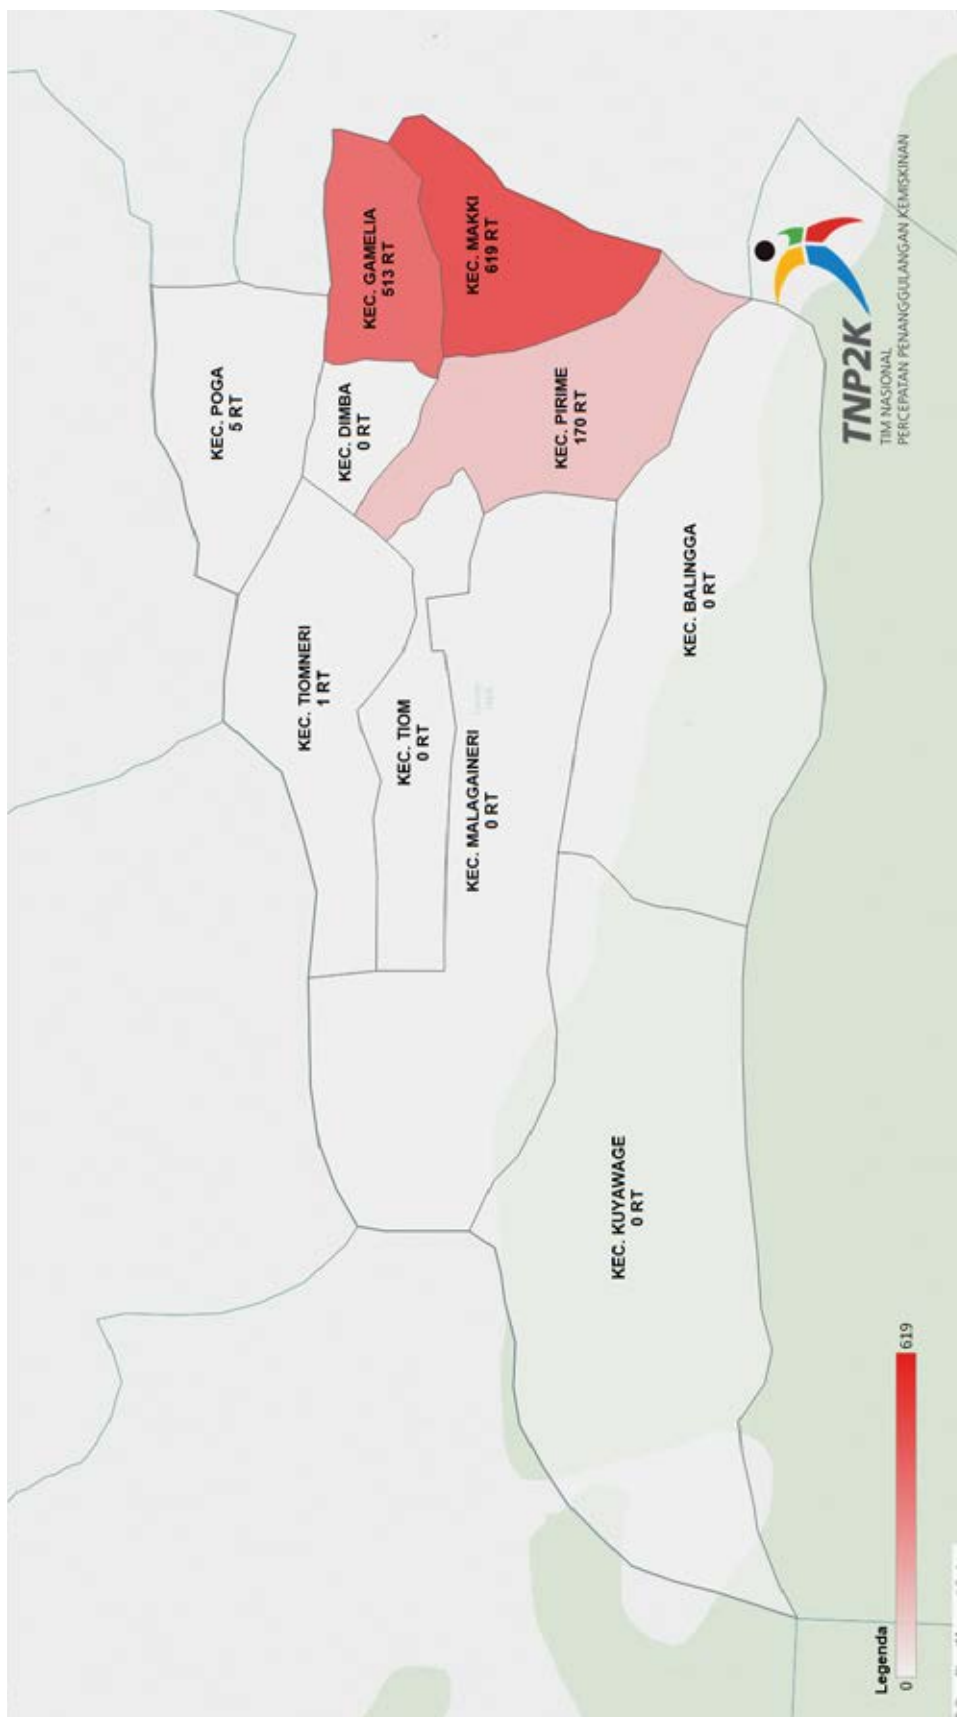 KEC. POGA
5 RT
KEC. GAMELIA
513 RT
KEC. MAKKI
619 RT
KEC. DIMBA
0 RT
KEC. PIRIME
170 RT
KEC. TIOMNERI
1 RT
KEC. TIOM
0 RT
KEC. MALAGAINERI
0 RT
KEC. BALINGGA
0 RT
KEC. KUYAWAGE
0 RT
TNP2K
TIM NASIONAL
PERCEPATAN PENANGGULANGAN KEMISKINAN
Legenda
0
619